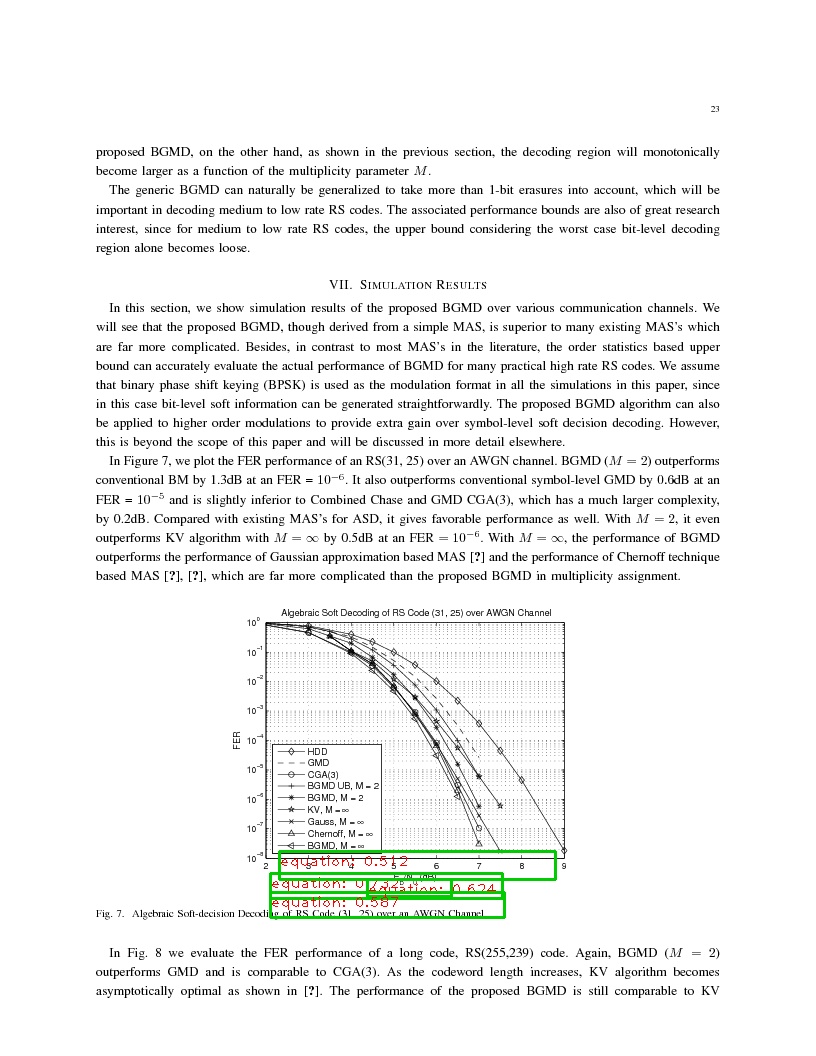 23
proposed BGMD, on the other hand, as shown in the previous section, the decoding region will monotonically
become larger as a function of the multiplicity parameter M.
The generic BGMD can naturally be generalized to take more than 1-bit erasures into account, which will be
important in decoding medium to low rate RS codes. The associated performance bounds are also of great research
interest, since for medium to low rate RS codes, the upper bound considering the worst case bit-level decoding
region alone becomes loose.
VII. SIMULATION RESULTS
In this section, we show simulation results of the proposed BGMD over various communication channels. We
will see that the proposed BGMD, though derived from a simple MAS, is superior to many existing MAS's which
are far more complicated. Besides, in contrast to most MAS's in the literature, the order statistics based upper
bound can accurately evaluate the actual performance of BGMD for many practical high rate RS codes. We assume
that binary phase shift keying (BPSK) is used as the modulation format in all the simulations in this paper, since
in this case bit-level soft information can be generated straightforwardly. The proposed BGMD algorithm can also
be applied to higher order modulations to provide extra gain over symbol-level soft decision decoding. However,
this is beyond the scope of this paper and will be discussed in more detail elsewhere.
In Figure 7, we plot the FER performance of an RS(31, 25) over an AWGN channel. BGMD (M = 2) outperforms
conventional BM by 1.3dB at an FER = 10⁻⁶. It also outperforms conventional symbol-level GMD by 0.6dB at an
FER = 10⁻⁵ and is slightly inferior to Combined Chase and GMD CGA(3), which has a much larger complexity,
by 0.2dB. Compared with existing MAS's for ASD, it gives favorable performance as well. With M = 2, it even
outperforms KV algorithm with M = ∞ by 0.5dB at an FER = 10⁻⁶. With M = ∞, the performance of BGMD
outperforms the performance of Gaussian approximation based MAS [?] and the performance of Chernoff technique
based MAS [?], [?], which are far more complicated than the proposed BGMD in multiplicity assignment.
Algebraic Soft Decoding of RS Code (31, 25) over AWGN Channel
10⁰
10⁻¹
10⁻²
10⁻³
10⁻⁴
10⁻⁵
10⁻⁶
10⁻⁷
10⁻⁸
FER
HDD
GMD
CGA(3)
BGMD UB, M = 2
BGMD, M = 2
KV, M = ∞
Gauss, M = ∞
Chernoff, M = ∞
BGMD, M = ∞
2 3 4 5 6 7 8 9
equation: 0.512
(dB)
equation: 0.732
equation: 0.624
equation: 0.587
Fig. 7. Algebraic Soft-decision Decoding of RS Code (31, 25) over an AWGN Channel
In Fig. 8 we evaluate the FER performance of a long code, RS(255,239) code. Again, BGMD (M = 2)
outperforms GMD and is comparable to CGA(3). As the codeword length increases, KV algorithm becomes
asymptotically optimal as shown in [?]. The performance of the proposed BGMD is still comparable to KV